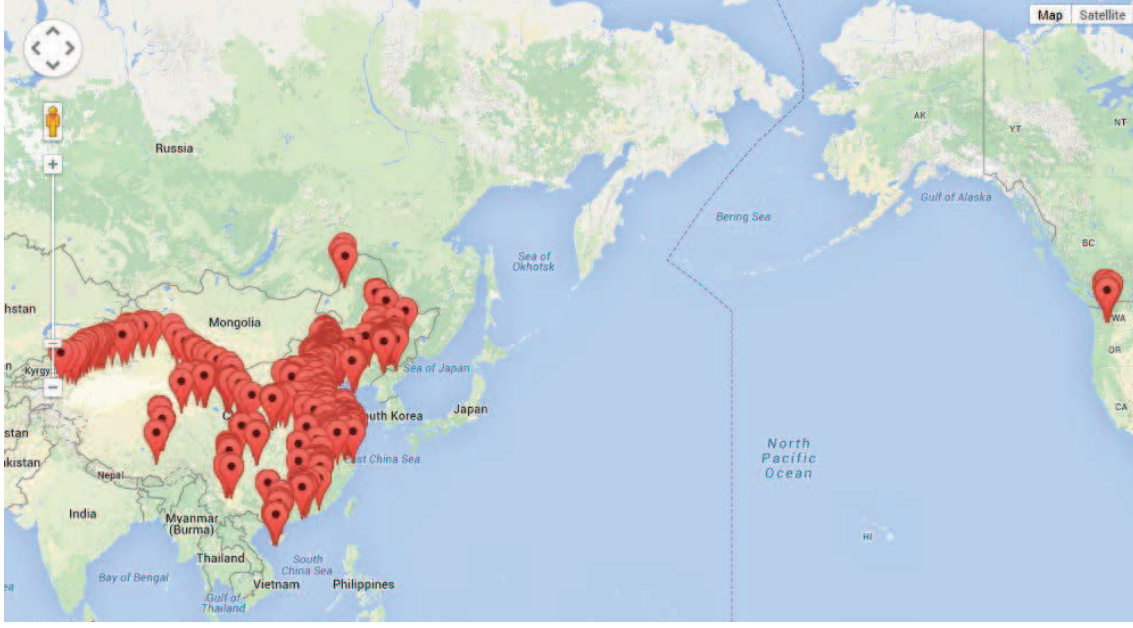 Map
Satellite
AK
YT
NT
Russia
Gulf of Alaska
Bering Sea
BC
Sea of
Okhotsk
hstan
Mongolia
WA
OR
Kyrgy
Sea of Japan
CA
Japan
uth Korea
stan
North
Pacific
Ocean
East China Sea
kistan
Nepal
India
Myanmar
(Burma)
HI
Thailand
South
China Sea
Bay of Bengal
Vietnam
Philippines
Gulf of
Thailand